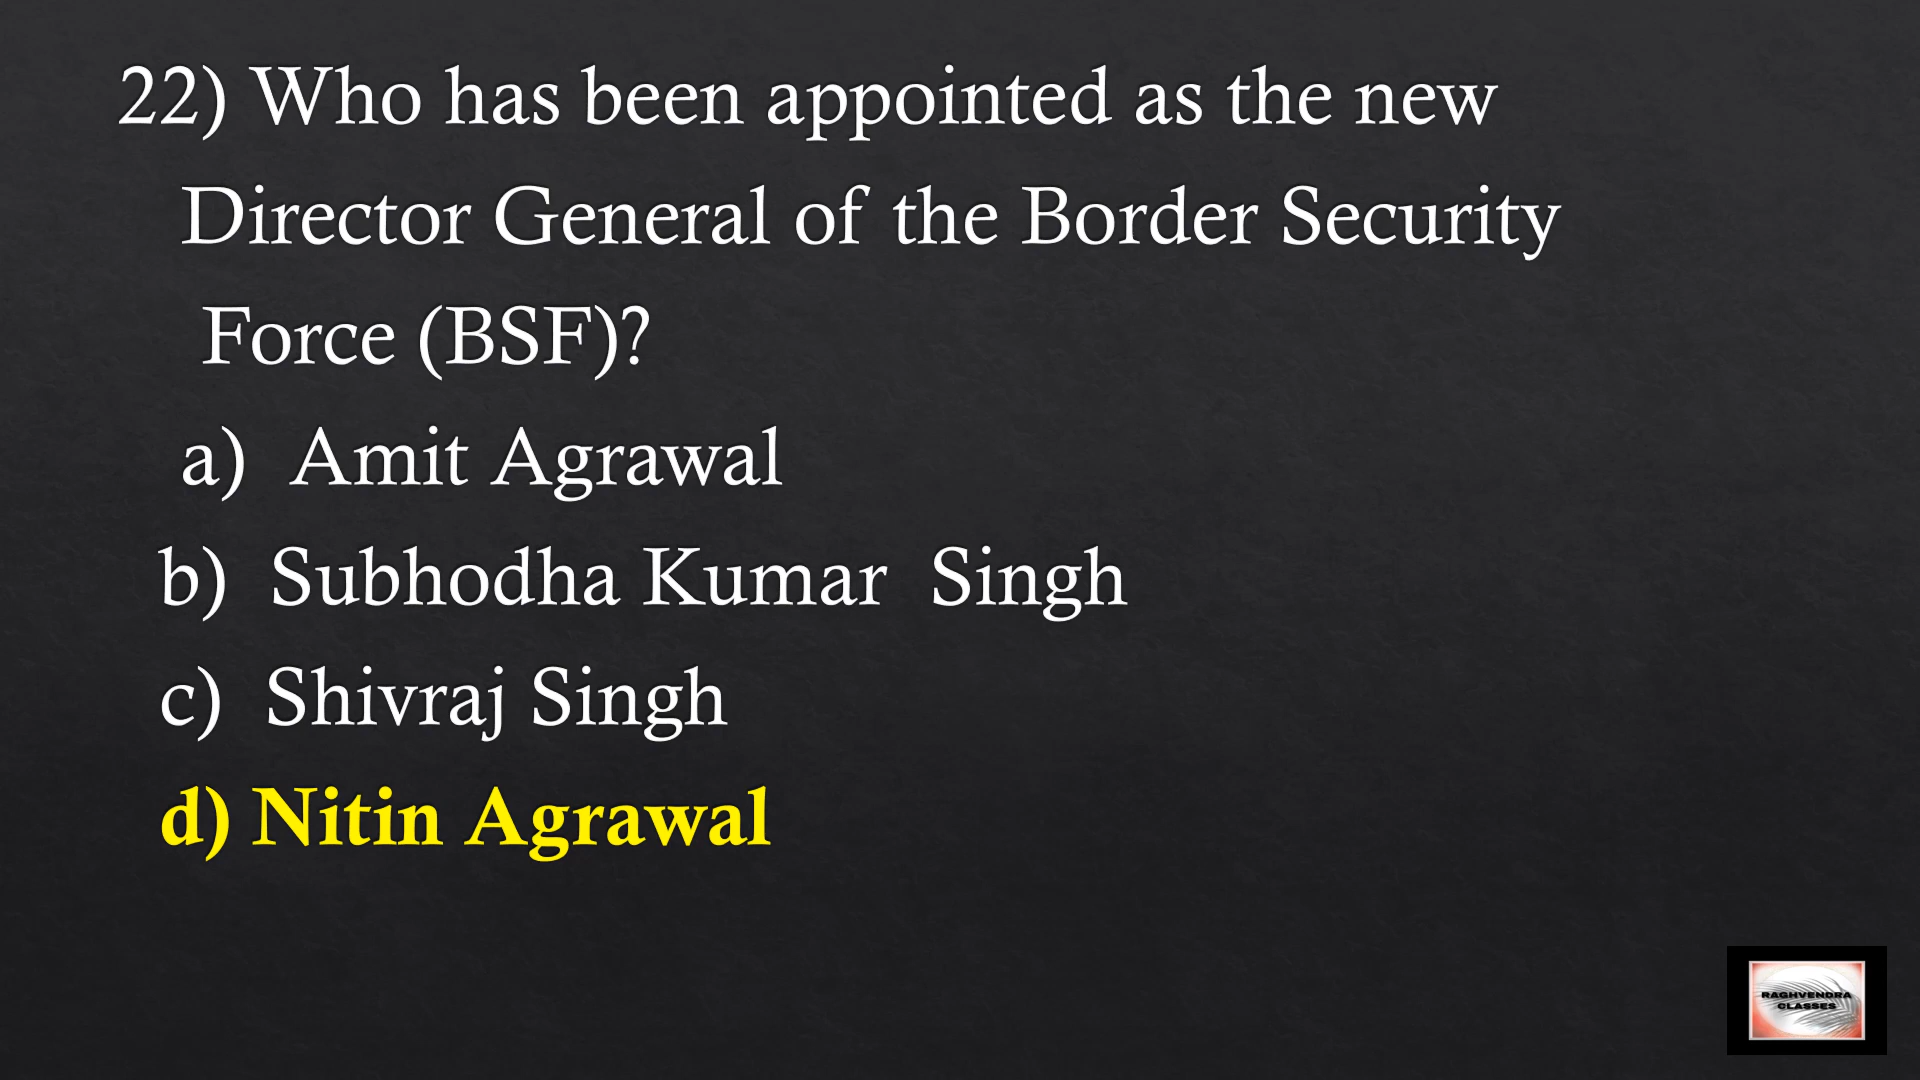 22) Who has been appointed as the new
Director General of the Border Security
Force (BSF)?
a) Amit Agrawal
b) Subhodha Kumar Singh
c) Shivraj Singh
d) Nitin Agrawal
RAGHVENDRA
CLASSES